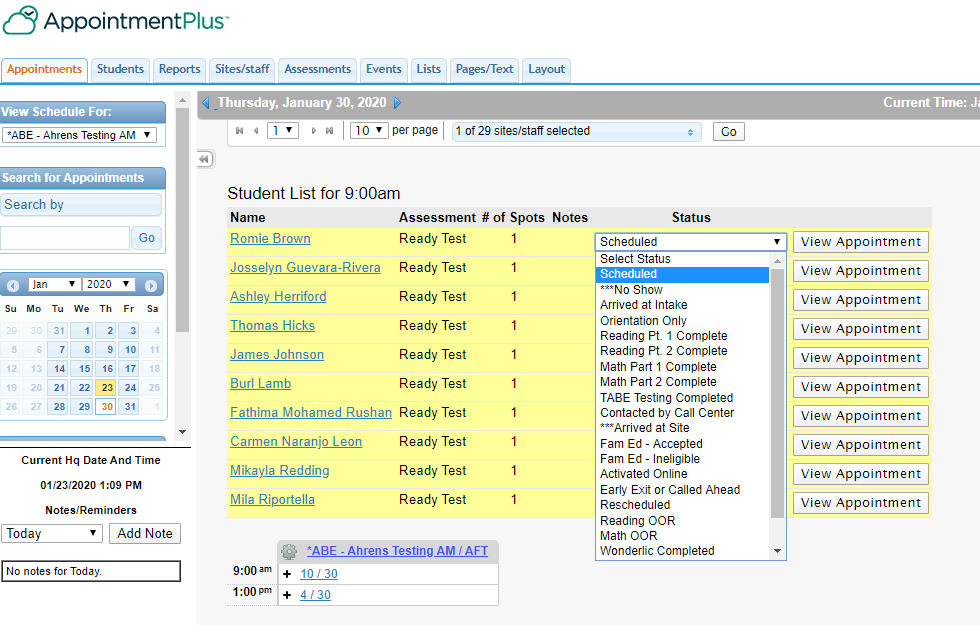 AppointmentPlus™
Appointments Students Reports Sites/staff Assessments Events Lists Pages/Text Layout
Thursday, January 30, 2020 Current Time: Ja
1 10 per page 1 of 29 sites/staff selected Go
View Schedule For:
*ABE - Ahrens Testing AM
Search for Appointments
Search by
Go
Jan 2020
Su Mo Tu We Th Fr Sa
29 30 31 1 2 3 4
5 6 7 8 9 10 11
12 13 14 15 16 17 18
19 20 21 22 23 24 25
26 27 28 29 30 31 1
Current Hq Date And Time
01/23/2020 1:09 PM
Notes/Reminders
Today Add Note
No notes for Today.
Student List for 9:00am
Name Assessment # of Spots Notes Status
Romie Brown Ready Test 1 Scheduled View Appointment
Josselyn Guevara-Rivera Ready Test 1 View Appointment
Ashley Herriford Ready Test 1 View Appointment
Thomas Hicks Ready Test 1 View Appointment
James Johnson Ready Test 1 View Appointment
Burl Lamb Ready Test 1 View Appointment
Fathima Mohamed Rushan Ready Test 1 View Appointment
Carmen Naranjo Leon Ready Test 1 View Appointment
Mikayla Redding Ready Test 1 View Appointment
Mila Riportella Ready Test 1 View Appointment
Select Status
Scheduled
***No Show
Arrived at Intake
Orientation Only
Reading Pt. 1 Complete
Reading Pt. 2 Complete
Math Part 1 Complete
Math Part 2 Complete
TABE Testing Completed
Contacted by Call Center
***Arrived at Site
Fam Ed - Accepted
Fam Ed - Ineligible
Activated Online
Early Exit or Called Ahead
Rescheduled
Reading OOR
Math OOR
Wonderlic Completed
*ABE - Ahrens Testing AM / AFT
9:00 am + 10 / 30
1:00 pm + 4 / 30